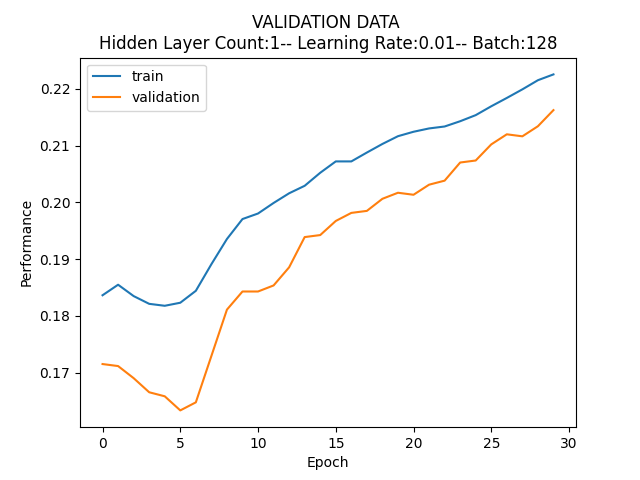 VALIDATION DATA
Hidden Layer Count:1-- Learning Rate:0.01-- Batch:128
train
validation
0.22
0.21
0.20
0.19
0.18
0.17
Performance
0 5 10 15 20 25 30
Epoch